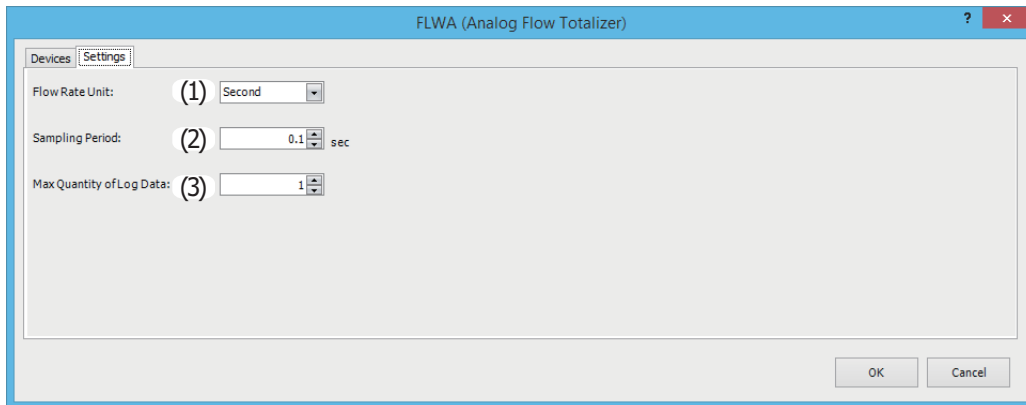 FLWA (Analog Flow Totalizer) ? ×
Devices Settings
Flow Rate Unit: (1) Second
Sampling Period: (2) 0.1 sec
Max Quantity of Log Data: (3) 1
OK Cancel